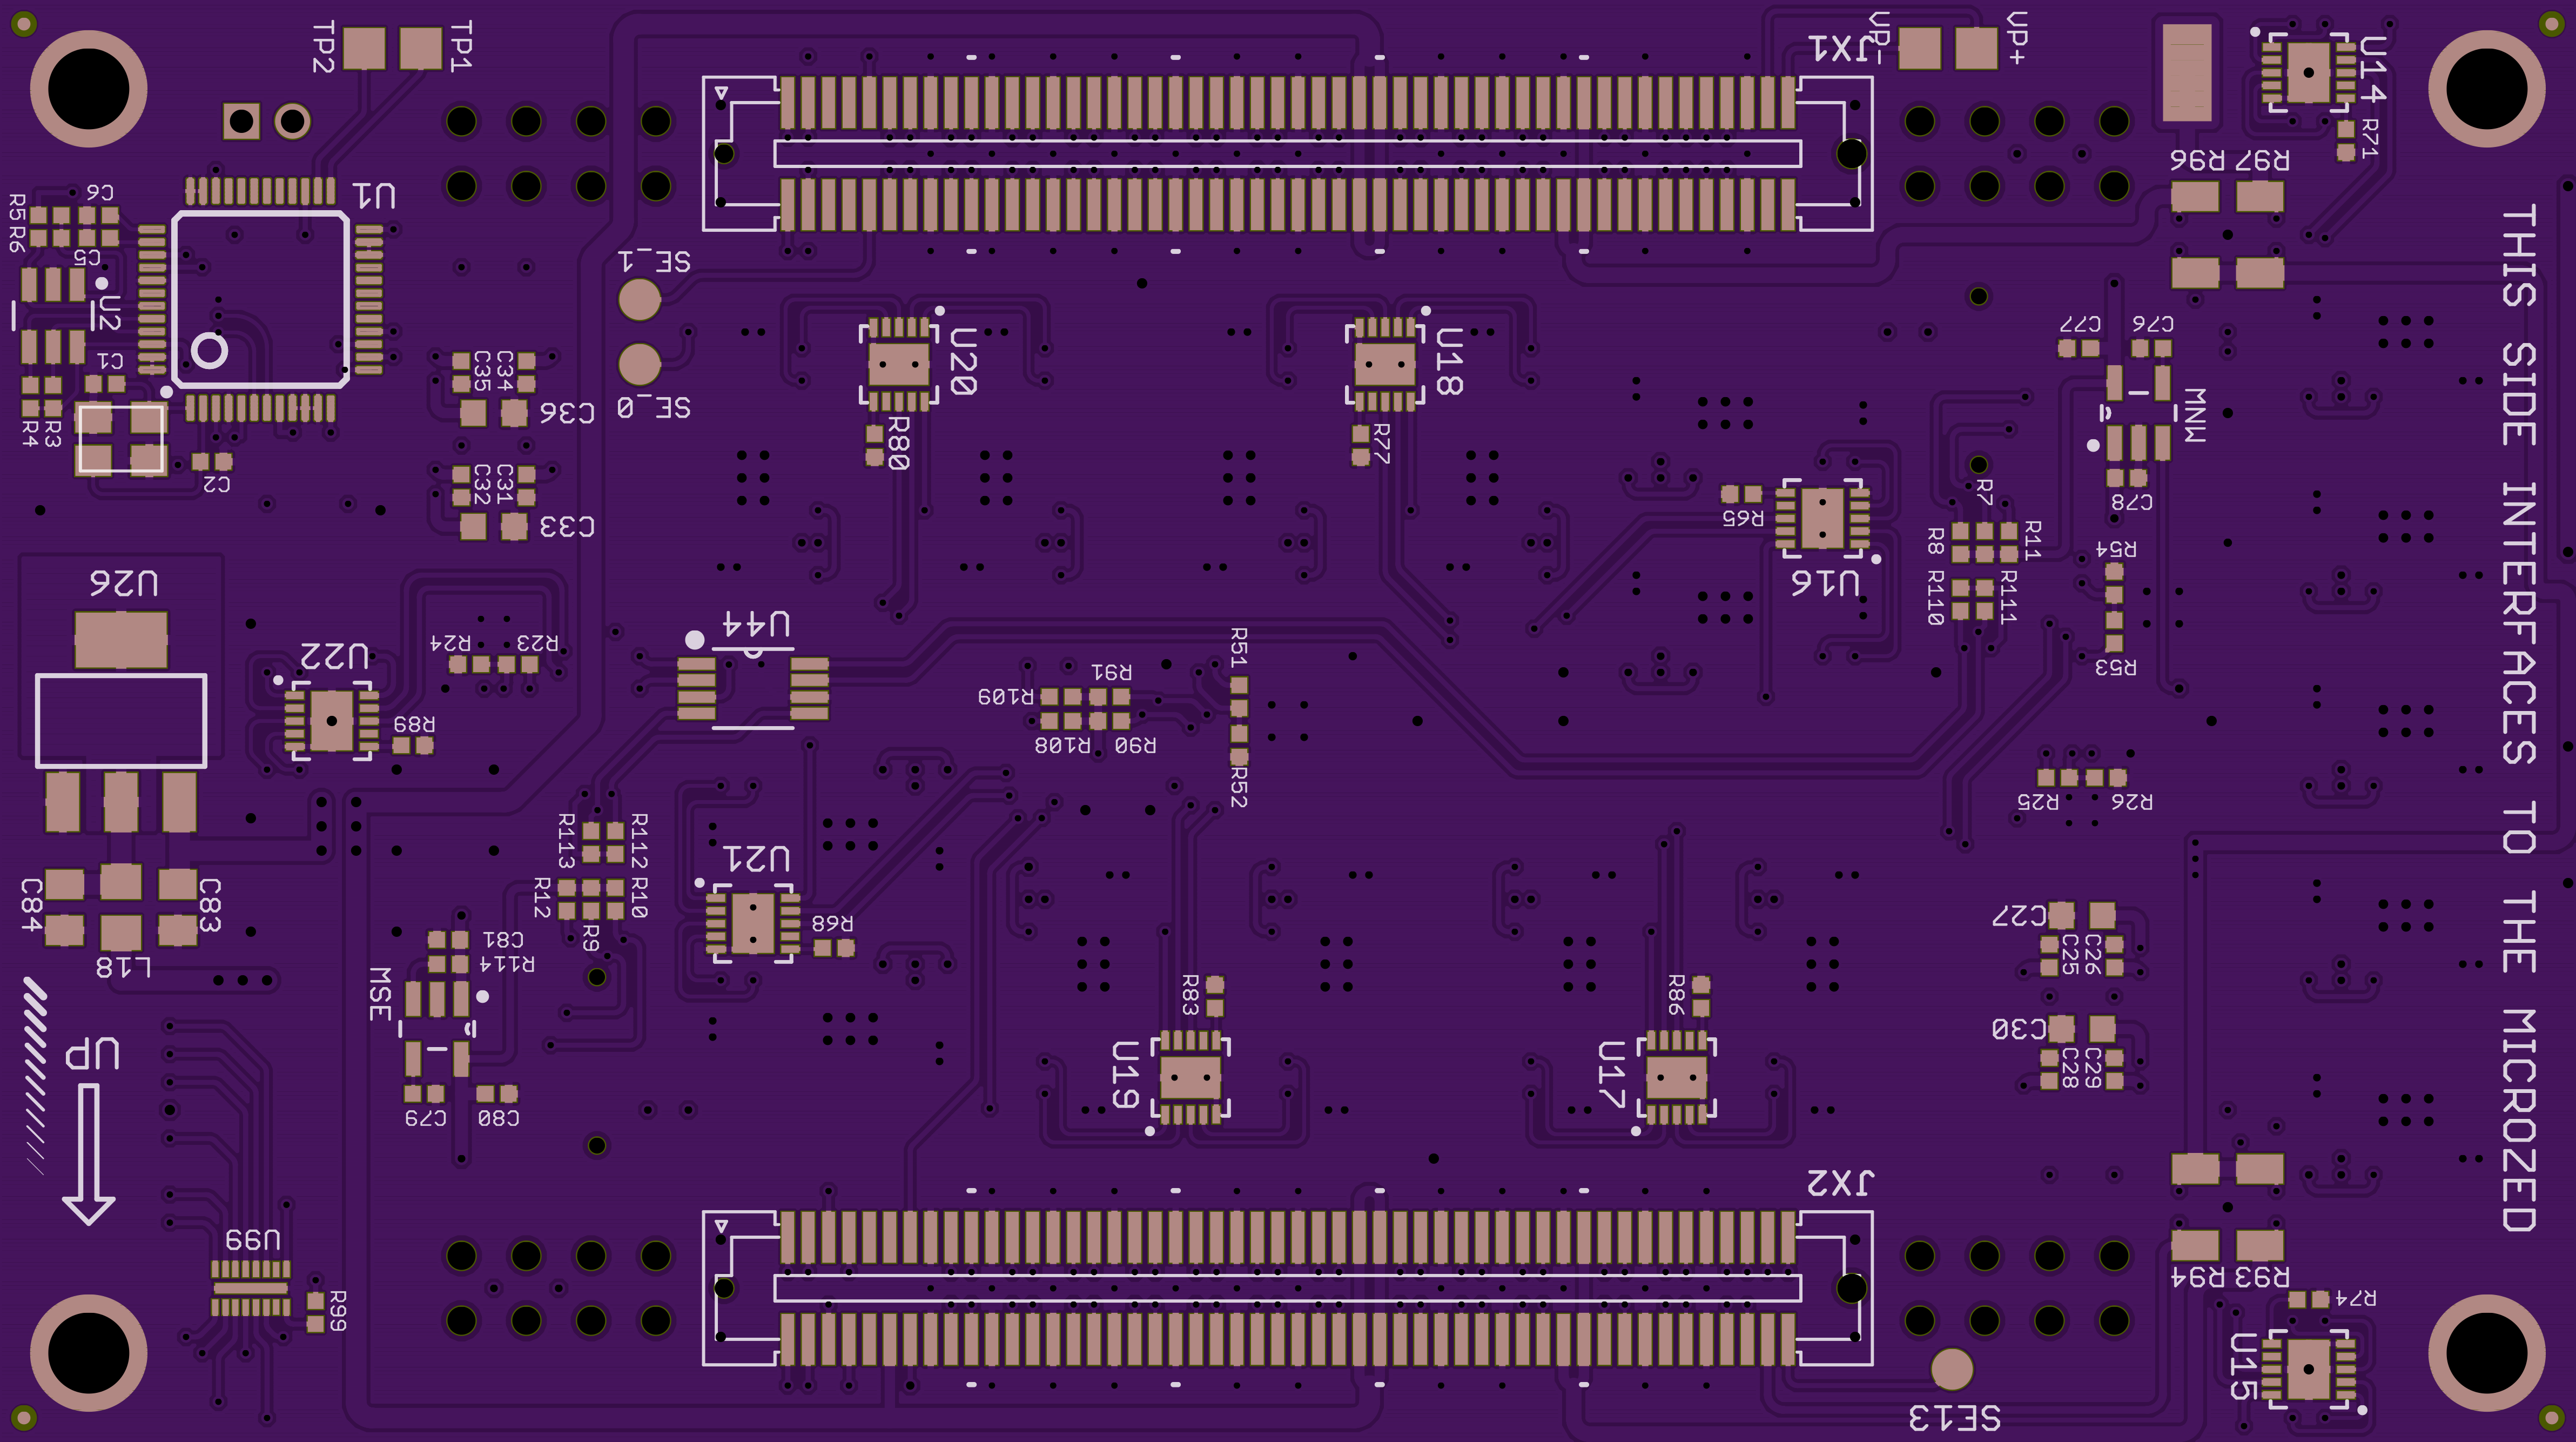 TP2
TP1
JX1
VP-
VP+
U14
R71
R96
R97
R5
R6
C6
U1
C5
U2
C1
R4
R3
C2
SE_1
SE_0
C35
C34
C36
C32
C31
C33
U20
R80
U18
R77
C77
C76
MNW
C78
R65
U16
R7
R8
R11
R54
R110
R111
R53
THIS SIDE INTERFACES TO THE MICROZED
U26
U22
R24
R23
R89
U44
R109
R91
R108
R90
R51
R52
R25
R26
R113
R112
R12
R10
R9
U21
R68
C84
C83
L18
C81
R114
MSE
C79
C80
UP
U99
R99
R83
U19
R86
U17
C27
C25
C26
C30
C28
C29
JX2
R94
R93
R74
U15
SE13